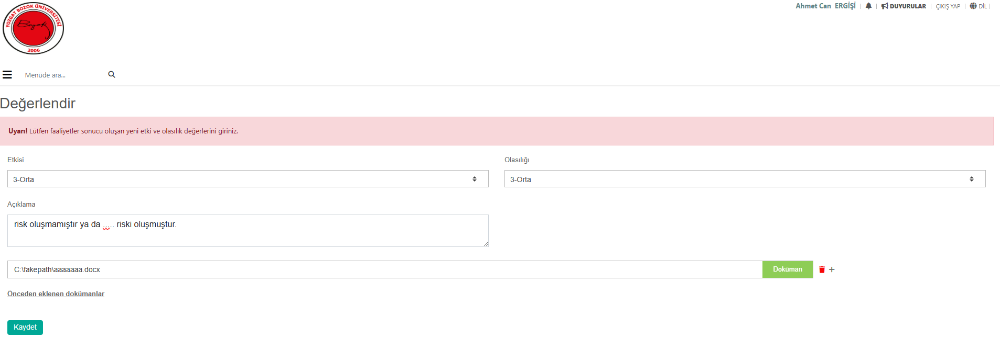 YOZGAT BOZOK ÜNİVERSİTESİ
Bozok
2006
Ahmet Can ERGİŞİ | | DUYURULAR | ÇIKIŞ YAP | DİL |
Menüde ara...
Değerlendir
Uyarı! Lütfen faaliyetler sonucu oluşan yeni etki ve olasılık değerlerini giriniz.
Etkisi
Olasılığı
3-Orta
3-Orta
Açıklama
risk oluşmamıştır ya da ..... riski oluşmuştur.
C:\fakepath\aaaaaaa.docx
Doküman
Önceden eklenen dokümanlar
Kaydet